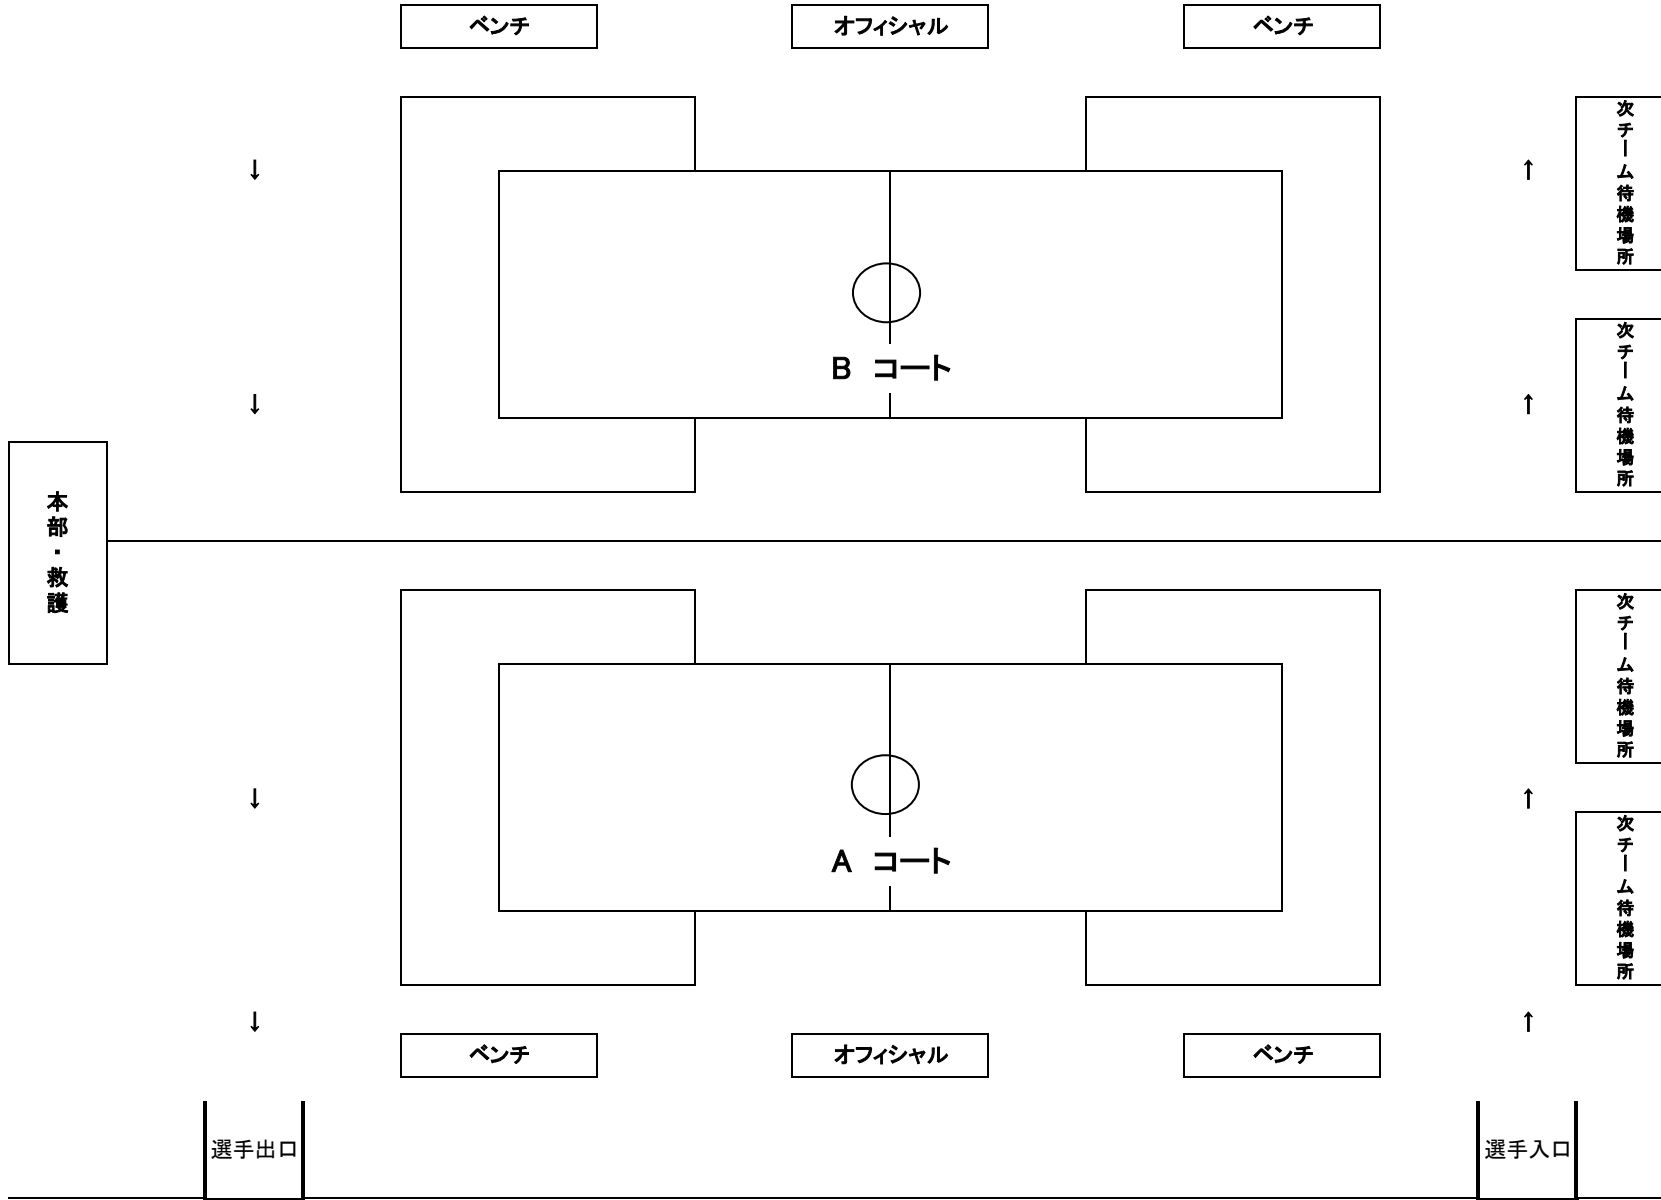 ベンチ
オフィシャル
ベンチ
↓
↑
次チーム待機場所
B コート
↓
↑
次チーム待機場所
本部・救護
次チーム待機場所
↓
↑
A コート
次チーム待機場所
↓
↑
ベンチ
オフィシャル
ベンチ
選手出口
選手入口